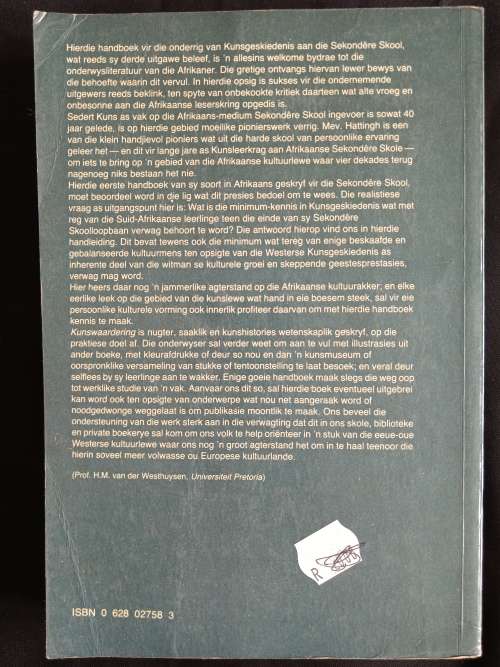 Hierdie handboek vir die onderrig van Kunsgeskiedenis aan die Sekondêre Skool,
wat reeds sy derde uitgawe beleef, is 'n allesins welkome bydrae tot die
onderwysliteratuur van die Afrikaner. Die gretige ontvangs hiervan lewer bewys van
die behoefte waarin dit vervul. In hierdie opsig is sukses vir die ondernemende
uitgewers reeds beklink, ten spyte van onbekookte kritiek daarteen wat alte vroeg en
onbesonne aan die Afrikaanse leserskring opgedis is.
Sedert Kuns as vak op die Afrikaans-medium Sekondêre Skool ingevoer is sowat 40
jaar gelede, is op hierdie gebied moeilike pionierswerk verrig. Mev. Hattingh is een
van die klein handjievol pioniers wat uit die harde skool van persoonlike ervaring
geleer het — en dit vir lange jare as Kunsleerkrag aan Afrikaanse Sekondêre Skole —
om iets te bring op 'n gebied van die Afrikaanse kultuurlewe waar vier dekades terug
nagenoeg niks bestaan het nie.
Hierdie eerste handboek van sy soort in Afrikaans geskryf vir die Sekondêre Skool,
moet beoordeel word in die lig wat dit presies bedoel om te wees. Die realistiese
vraag as uitgangspunt hier is: Wat is die minimum-kennis in Kunsgeskiedenis wat met
reg van die Suid-Afrikaanse leerlinge teen die einde van sy Sekondêre
Skoolloopbaan verwag behoort te word? Die antwoord hierop vind ons in hierdie
handleiding. Dit bevat tewens ook die minimum wat tereg van enige beskaafde en
gebalanseerde kultuurmens ten opsigte van die Westerse Kunsgeskiedenis as
inherente deel van die witman se kulturele groei en skeppende geestesprestasies,
verwag mag word.
Hier heers daar nog 'n jammerlike agterstand op die Afrikaanse kultuurakker; en elke
eerlike leek op die gebied van die kunslewe wat hand in eie boesem steek, sal vir eie
persoonlike kulturele vorming ook innerlik profiteer daarvan om met hierdie handboek
kennis te maak.
Kunswaardering is nugter, saaklik en kunshistories wetenskaplik geskryf, op die
praktiese doel af. Die onderwyser sal verder weet om aan te vul met illustrasies uit
ander boeke, met kleurafdrukke of deur so nou en dan 'n kunsmuseum of
oorspronklike versameling van stukke of tentoonstelling te laat besoek; en veral deur
selflees by sy leerlinge aan te wakker. Enige goeie handboek maak slegs die weg oop
tot werklike studie van 'n vak. Aanvaar ons dit so, sal hierdie boek eventueel uitgebrei
kan word ook ten opsigte van onderwerpe wat nou net aangeraak word of
noodgedwonge weggelaat is om publikasie moontlik te maak. Ons beveel die
ondersteuning van die werk sterk aan in die verwagting dat dit in ons skole, biblioteke
en private boekerye sal kom om ons volk te help oriënteer in 'n stuk van die eeue-oue
Westerse kultuurlewe waar ons nog 'n groot agterstand het om in te haal teenoor die
hierin soveel meer volwasse ou Europese kultuurlande.
(Prof. H.M. van der Westhuysen, Universiteit Pretoria)
R
ISBN 0 628 02758 3